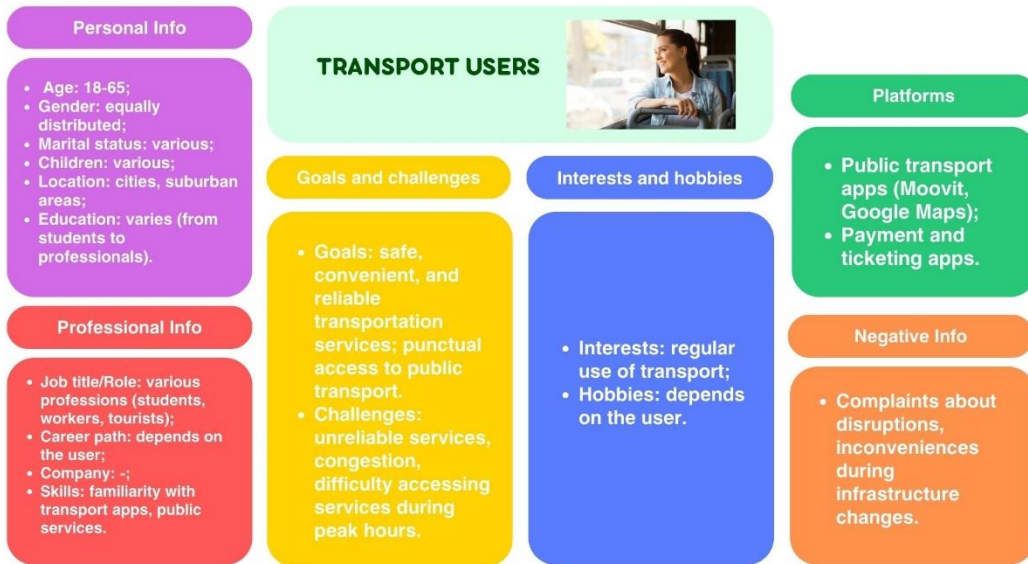 Personal Info
Age: 18-65;
Gender: equally
distributed;
Marital status: various;
Children: various;
Location: cities, suburban
areas;
Education: varies (from
students to
professionals).
Professional Info
Job title/Role: various
professions (students,
workers, tourists);
Career path: depends on
the user;
Company: -;
Skills: familiarity with
transport apps, public
services.
TRANSPORT USERS
Goals and challenges
Goals: safe,
convenient, and
reliable
transportation
services; punctual
access to public
transport.
Challenges:
unreliable services,
congestion,
difficulty accessing
services during
peak hours.
Interests and hobbies
Interests: regular
use of transport;
Hobbies: depends
on the user.
Platforms
Public transport
apps (Moovit,
Google Maps);
Payment and
ticketing apps.
Negative Info
Complaints about
disruptions,
inconveniences
during
infrastructure
changes.